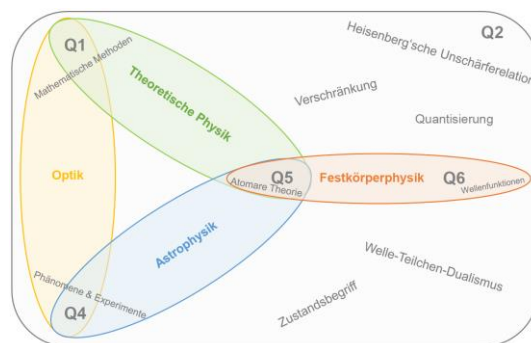 Q1
Q2
Mathematische Methoden
Heisenberg'sche Unschärferelation
Theoretische Physik
Verschränkung
Quantisierung
Optik
Q5
Atomare Theorie
Festkörperphysik
Q6
Wellenfunktionen
Astrophysik
Phänomene & Experimente
Q4
Welle-Teilchen-Dualismus
Zustandsbegriff